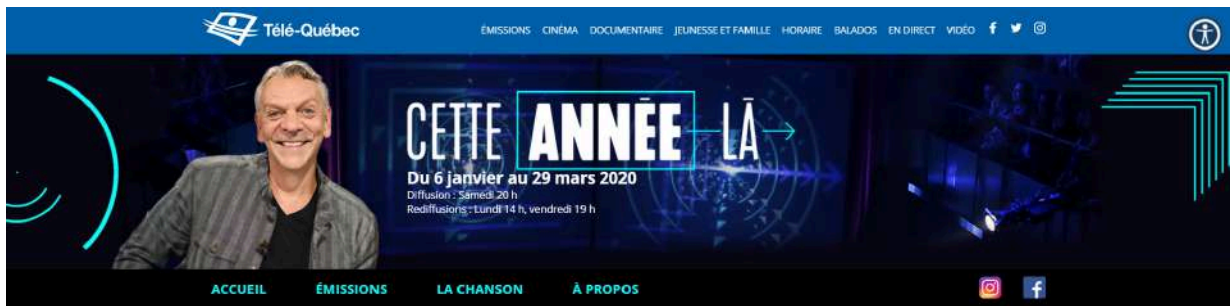 Télé-Québec
ÉMISSIONS CINÉMA DOCUMENTAIRE JEUNESSE ET FAMILLE HORAIRE BALADOS EN DIRECT VIDÉO
CETTE ANNÉE-LÀ
Du 6 janvier au 29 mars 2020
Diffusion : Samedi 20 h
Rediffusions : Lundi 14 h, vendredi 19 h
ACCUEIL ÉMISSIONS LA CHANSON À PROPOS